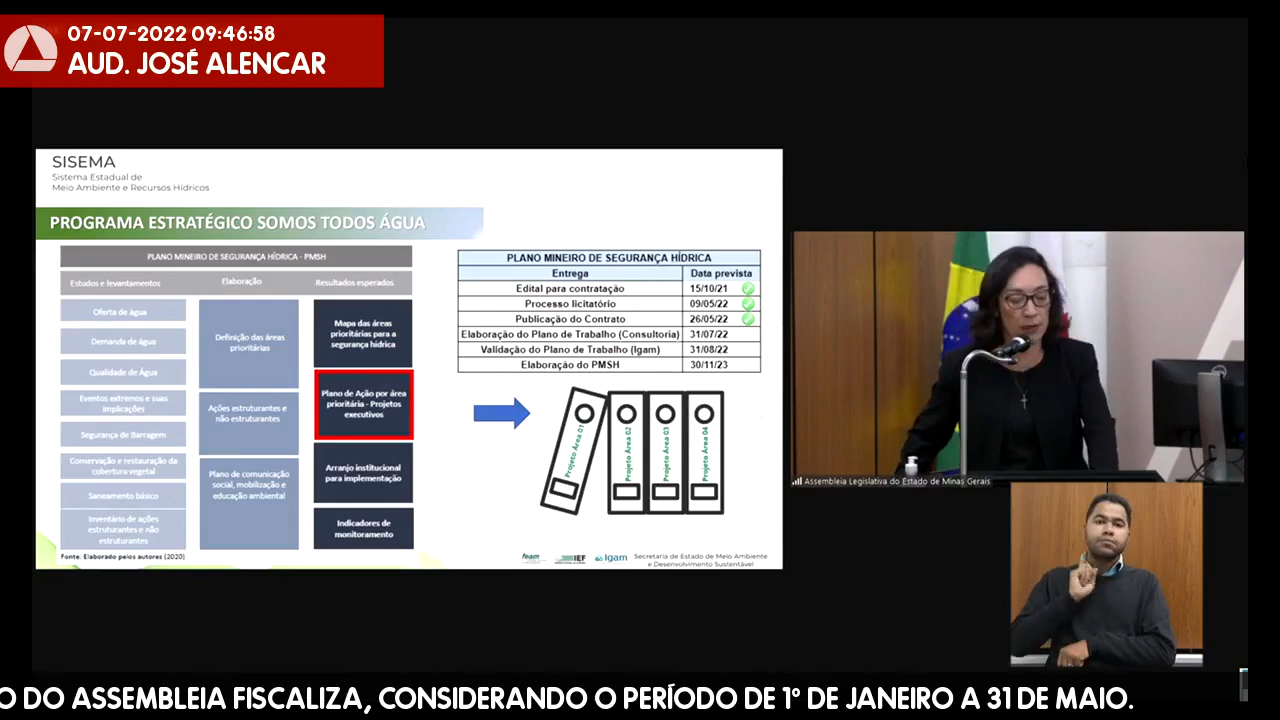 07-07-2022 09:46:58
AUD. JOSÉ ALENCAR
SISEMA
Sistema Estadual de
Meio Ambiente e Recursos Hídricos
PROGRAMA ESTRATÉGICO SOMOS TODOS ÁGUA
PLANO MINEIRO DE SEGURANÇA HÍDRICA - PMSH
Estudos e levantamentos
Elaboração
Resultados esperados
Oferta de água
Demanda de água
Qualidade de Água
Eventos extremos e suas
implicações
Segurança de Barragem
Conservação e restauração da
cobertura vegetal
Saneamento básico
Inventário de ações
estruturantes e não
estruturantes
Definição das áreas
prioritárias
Ações estruturantes e
não estruturantes
Plano de comunicação
social, mobilização e
educação ambiental
Mapa das áreas
prioritárias para a
segurança hídrica
Plano de Ação por área
prioritária - Projetos
executivos
Arranjo institucional
para implementação
Indicadores de
monitoramento
Fonte: Elaborado pelos autores (2020)
PLANO MINEIRO DE SEGURANÇA HÍDRICA
Entrega Data prevista
Edital para contratação 15/10/21
Processo licitatório 09/05/22
Publicação do Contrato 26/05/22
Elaboração do Plano de Trabalho (Consultoria) 31/07/22
Validação do Plano de Trabalho (Igam) 31/08/22
Elaboração do PMSH 30/11/23
Projeto Área 01
Projeto Área 02
Projeto Área 03
Projeto Área 04
feam
IEF
igam
Secretaria de Estado de Meio Ambiente
e Desenvolvimento Sustentável
Assembleia Legislativa do Estado de Minas Gerais
O DO ASSEMBLEIA FISCALIZA, CONSIDERANDO O PERÍODO DE 1º DE JANEIRO A 31 DE MAIO.